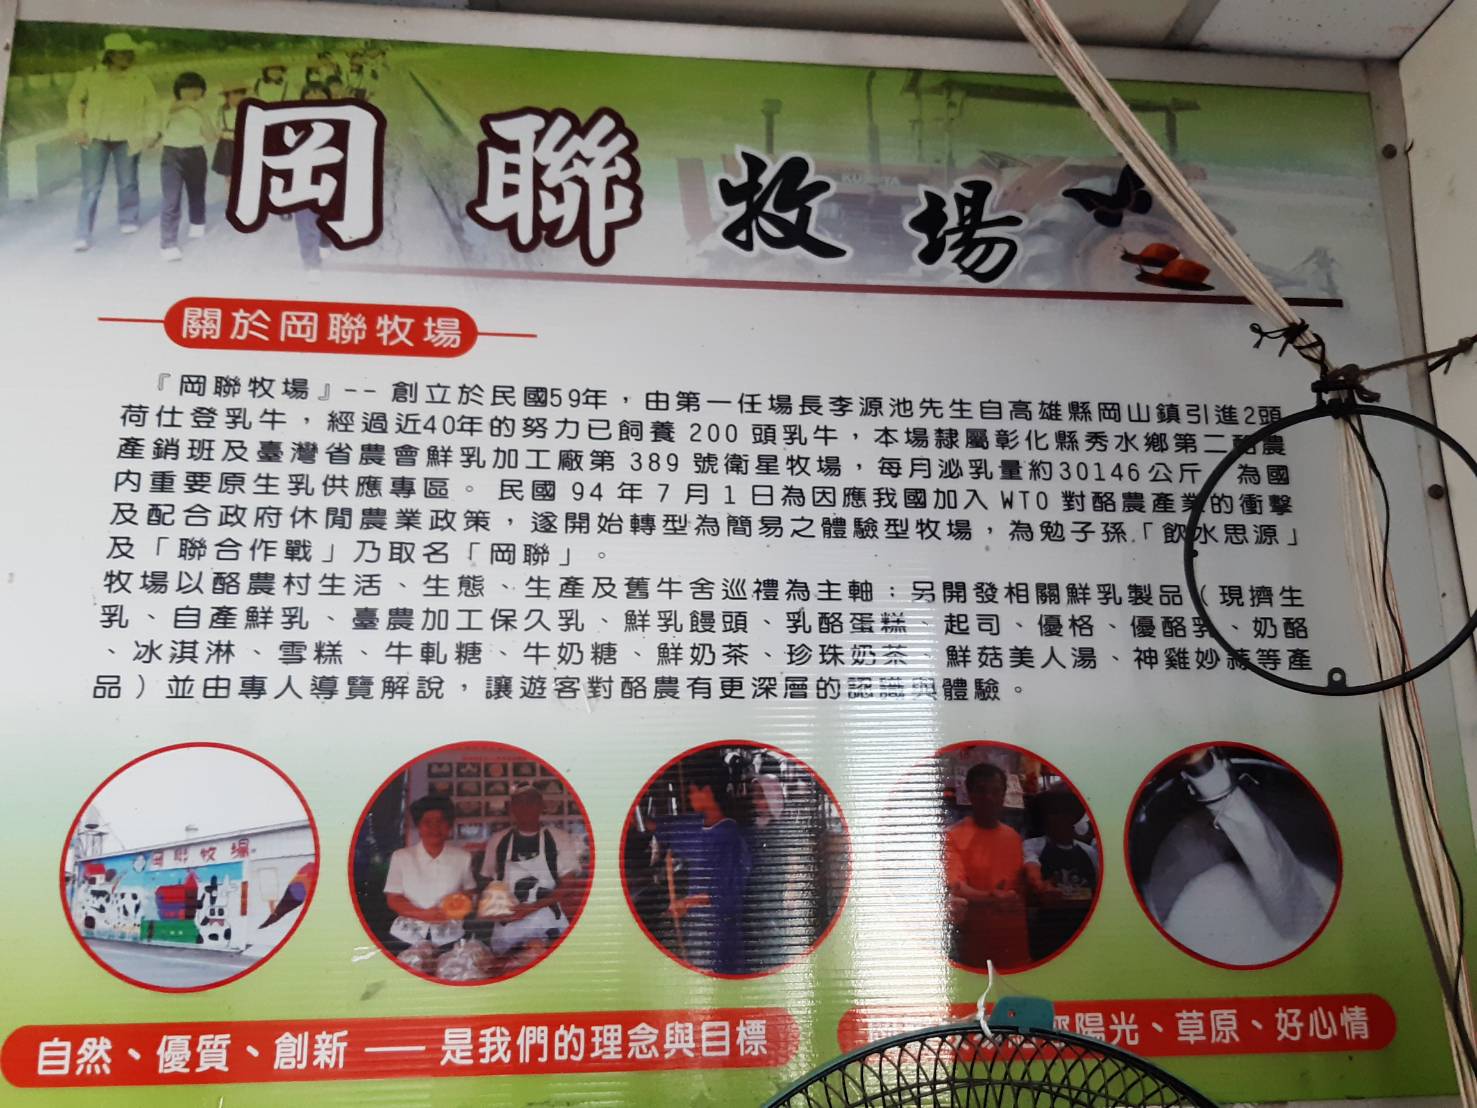 岡聯牧場
KUBOTA
關於岡聯牧場
『岡聯牧場』-- 創立於民國59年，由第一任場長李源池先生自高雄縣岡山鎮引進2頭
荷仕登乳牛，經過近40年的努力已飼養 200 頭乳牛，本場隸屬彰化縣秀水鄉第二酪農
產銷班及臺灣省農會鮮乳加工廠第 389 號衛星牧場，每月泌乳量約30146公斤 為國
內重要原生乳供應專區。 民國 94 年 7 月 1 日為因應我國加入 WTO 對酪農產業的衝擊
及配合政府休閒農業政策，遂開始轉型為簡易之體驗型牧場，為勉子孫「飲水思源」
及「聯合作戰」乃取名「岡聯」。
牧場以酪農村生活、生態、生產及舊牛舍巡禮為主軸；另開發相關鮮乳製品（現擠生
乳、自產鮮乳、臺農加工保久乳、鮮乳饅頭、乳酪蛋糕、起司、優格、優酪乳、奶酪
、冰淇淋、雪糕、牛軋糖、牛奶糖、鮮奶茶、珍珠奶茶 鮮菇美人湯、神雞妙蒜等產
品）並由專人導覽解說，讓遊客對酪農有更深層的認識與體驗。
岡聯牧場
自然、優質、創新 —— 是我們的理念與目標
陽光、草原、好心情